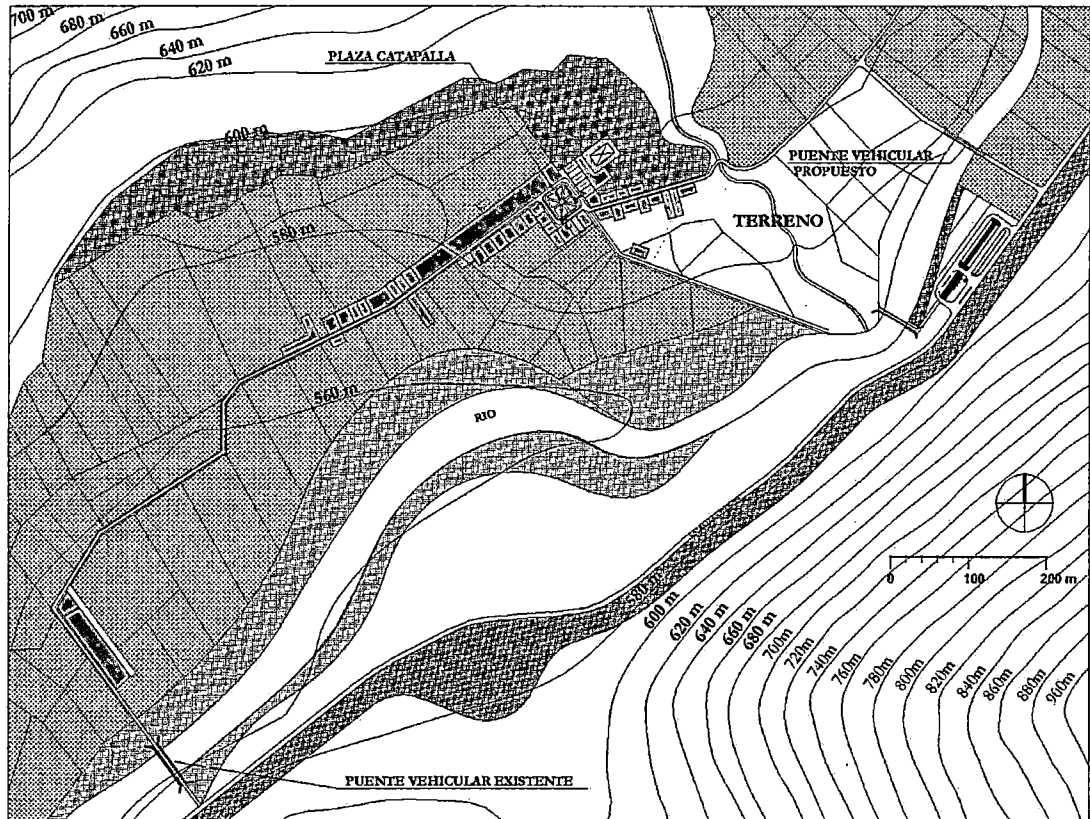 700 m
680 m
660 m
640 m
620 m
PLAZA CATAPALLA
600 m
PUENTE VEHICULAR
PROPUESTO
TERRENO
560 m
560 m
RIO
0 100 200 m
580 m
600 m
620 m
640 m
660 m
680 m
700m
720m
740m
760m
780m
800m
820m
840m
860m
880m
900m
PUENTE VEHICULAR EXISTENTE